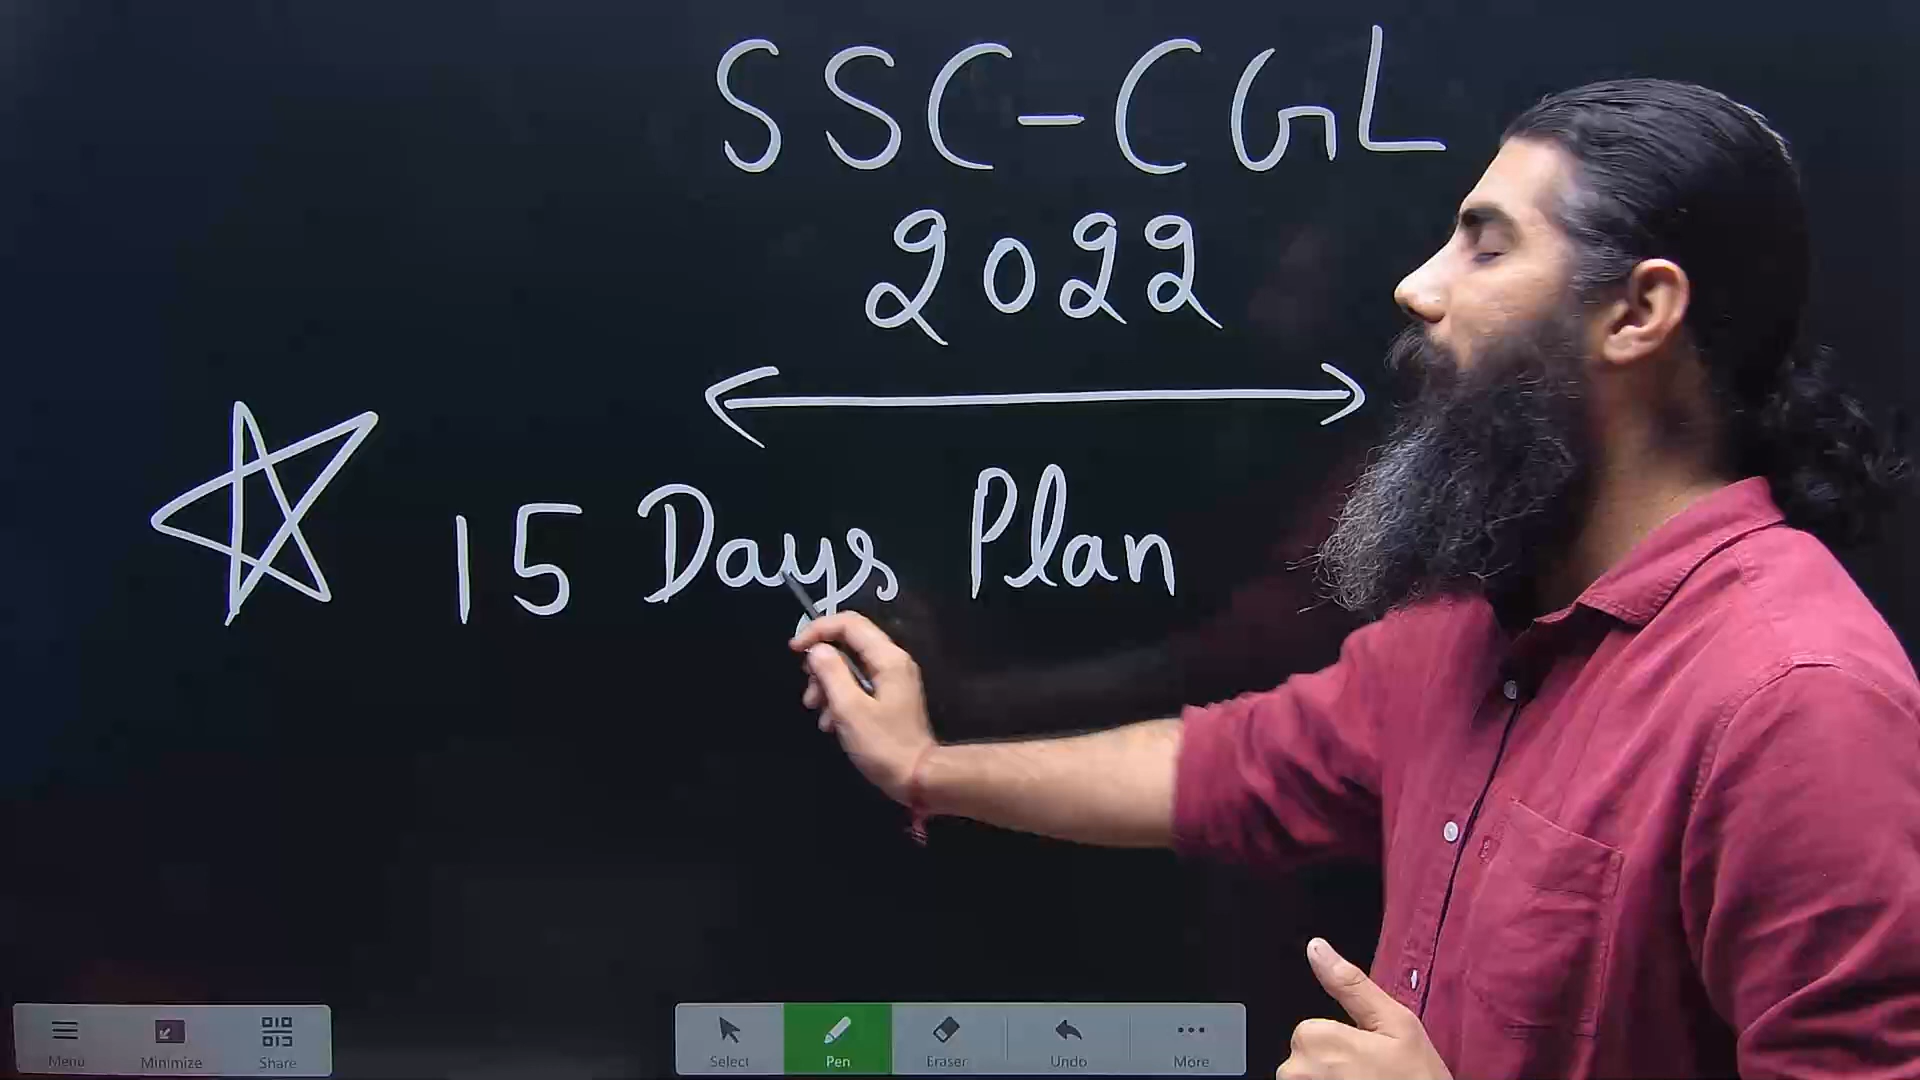 SSC-CGL
2022
15 Days Plan
Menu
Minimize
Share
Select
Pen
Eraser
Undo
More